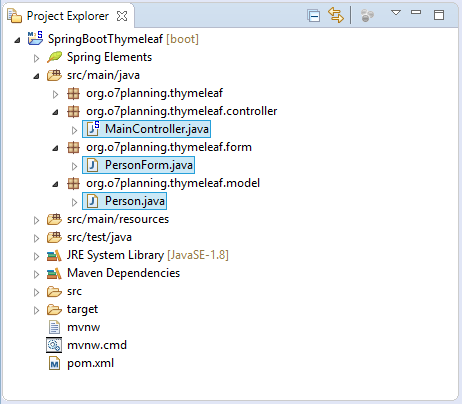 Project Explorer
SpringBootThymeleaf [boot]
Spring Elements
src/main/java
org.o7planning.thymeleaf
org.o7planning.thymeleaf.controller
MainController.java
org.o7planning.thymeleaf.form
PersonForm.java
org.o7planning.thymeleaf.model
Person.java
src/main/resources
src/test/java
JRE System Library [JavaSE-1.8]
Maven Dependencies
src
target
mvnw
mvnw.cmd
pom.xml